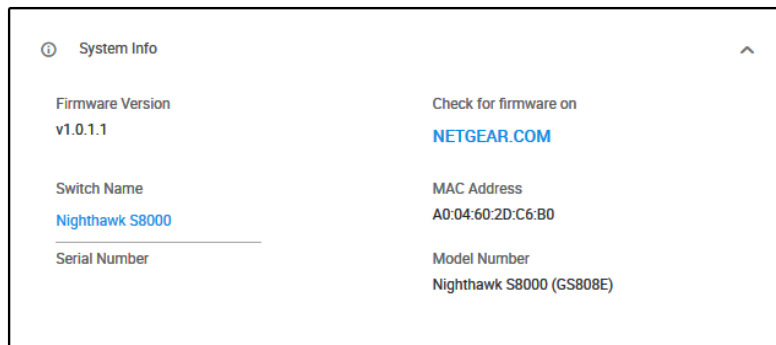 System Info
Firmware Version
v1.0.1.1
Check for firmware on
NETGEAR.COM
Switch Name
Nighthawk S8000
MAC Address
A0:04:60:2D:C6:B0
Serial Number
Model Number
Nighthawk S8000 (GS808E)